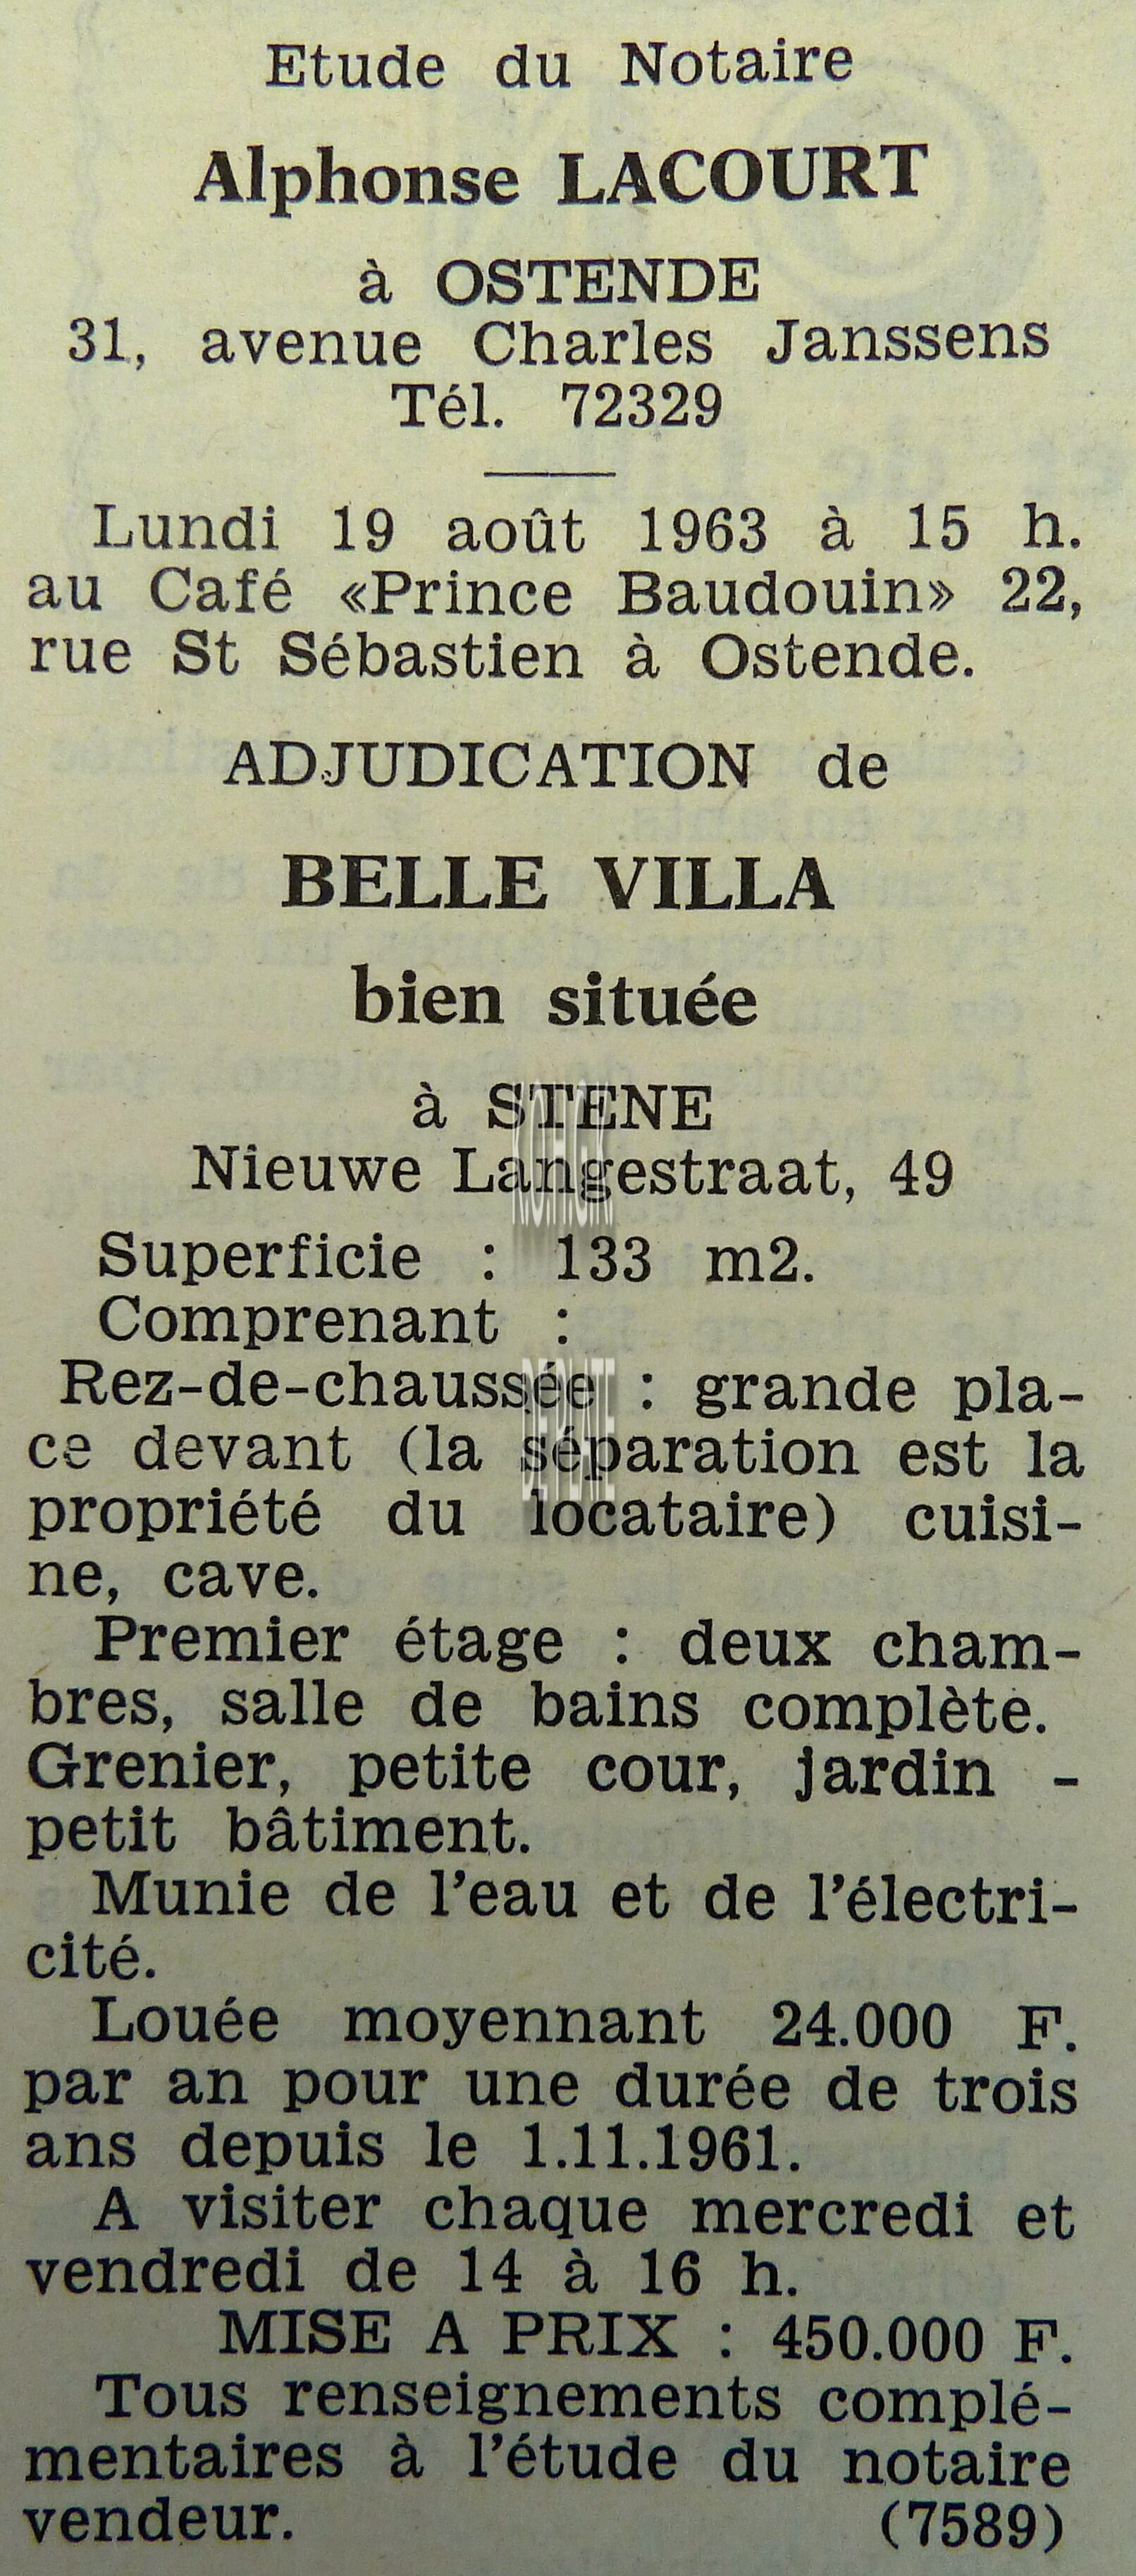 Etude du Notaire
Alphonse LACOURT
à OSTENDE
31, avenue Charles Janssens
Tél. 72329
Lundi 19 août 1963 à 15 h.
au Café «Prince Baudouin» 22,
rue St Sébastien à Ostende.
ADJUDICATION de
BELLE VILLA
bien située
à STENE
Nieuwe Langestraat, 49
Superficie : 133 m2.
Comprenant :
Rez-de-chaussée : grande pla-
ce devant (la séparation est la
propriété du locataire) cuisi-
ne, cave.
Premier étage : deux cham-
bres, salle de bains complète.
Grenier, petite cour, jardin -
petit bâtiment.
Munie de l'eau et de l'électri-
cité.
Louée moyennant 24.000 F.
par an pour une durée de trois
ans depuis le 1.11.1961.
A visiter chaque mercredi et
vendredi de 14 à 16 h.
MISE A PRIX : 450.000 F.
Tous renseignements complé-
mentaires à l'étude du notaire
vendeur. (7589)